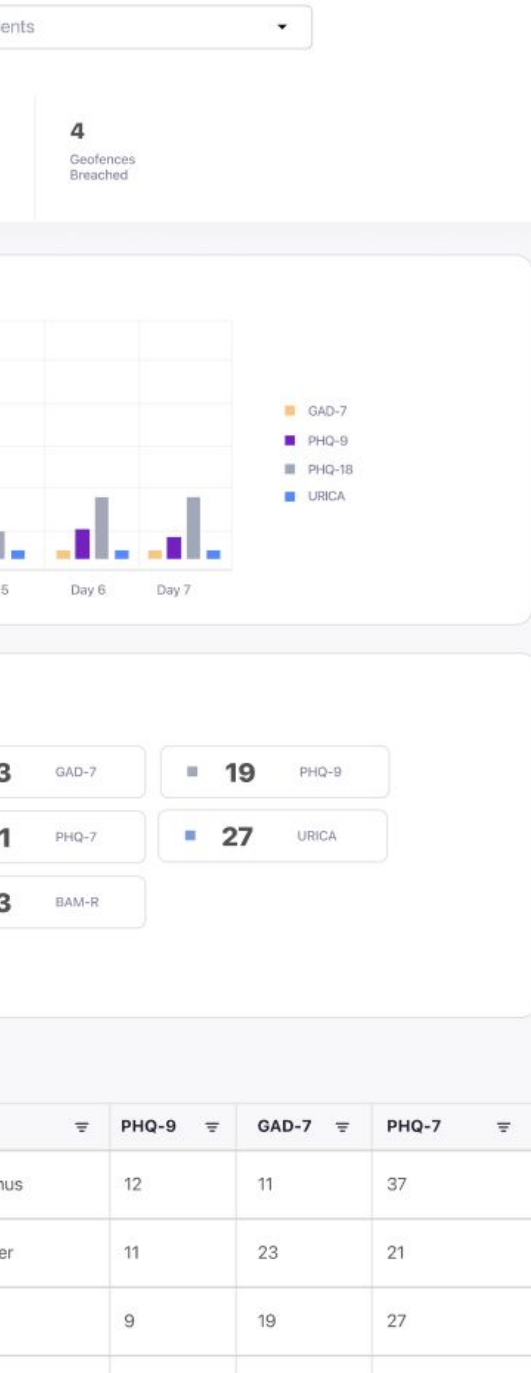 ents
4
Geofences
Breached
GAD-7
PHQ-9
PHQ-18
URICA
5 Day 6 Day 7
3 GAD-7 19 PHQ-9
1 PHQ-7 27 URICA
3 BAM-R
PHQ-9 GAD-7 PHQ-7
nus 12 11 37
er 11 23 21
9 19 27